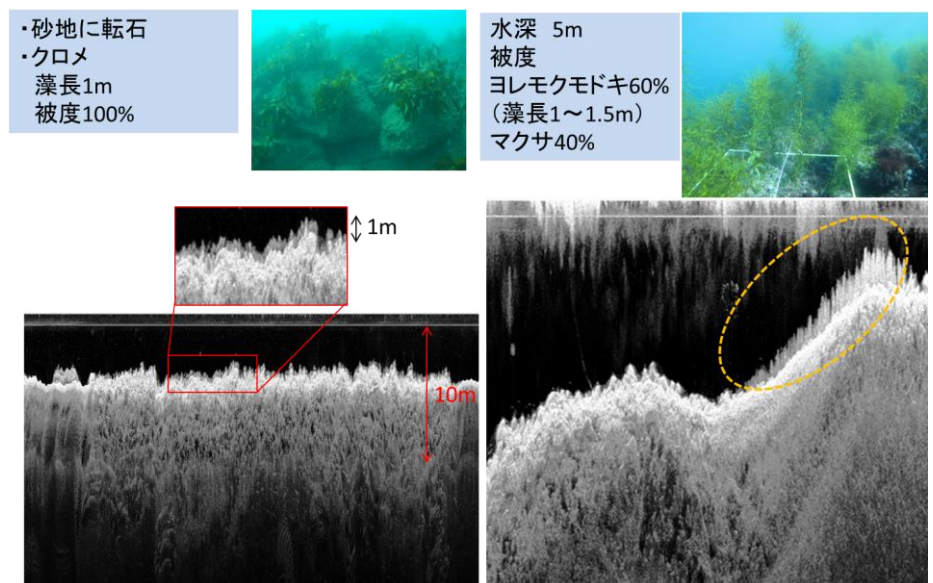 ・砂地に転石
・クロメ
藻長1m
被度100%
水深 5m
被度
ヨレモクモドキ60%
(藻長1～1.5m)
マクサ40%
1m
10m